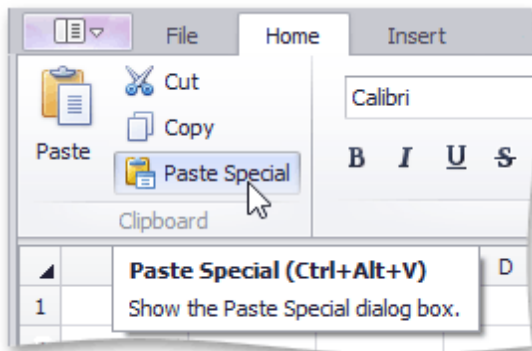 File Home Insert
Cut
Calibri
Copy
Paste
B I U S
Paste Special
Clipboard
Paste Special (Ctrl+Alt+V)
D
1
Show the Paste Special dialog box.